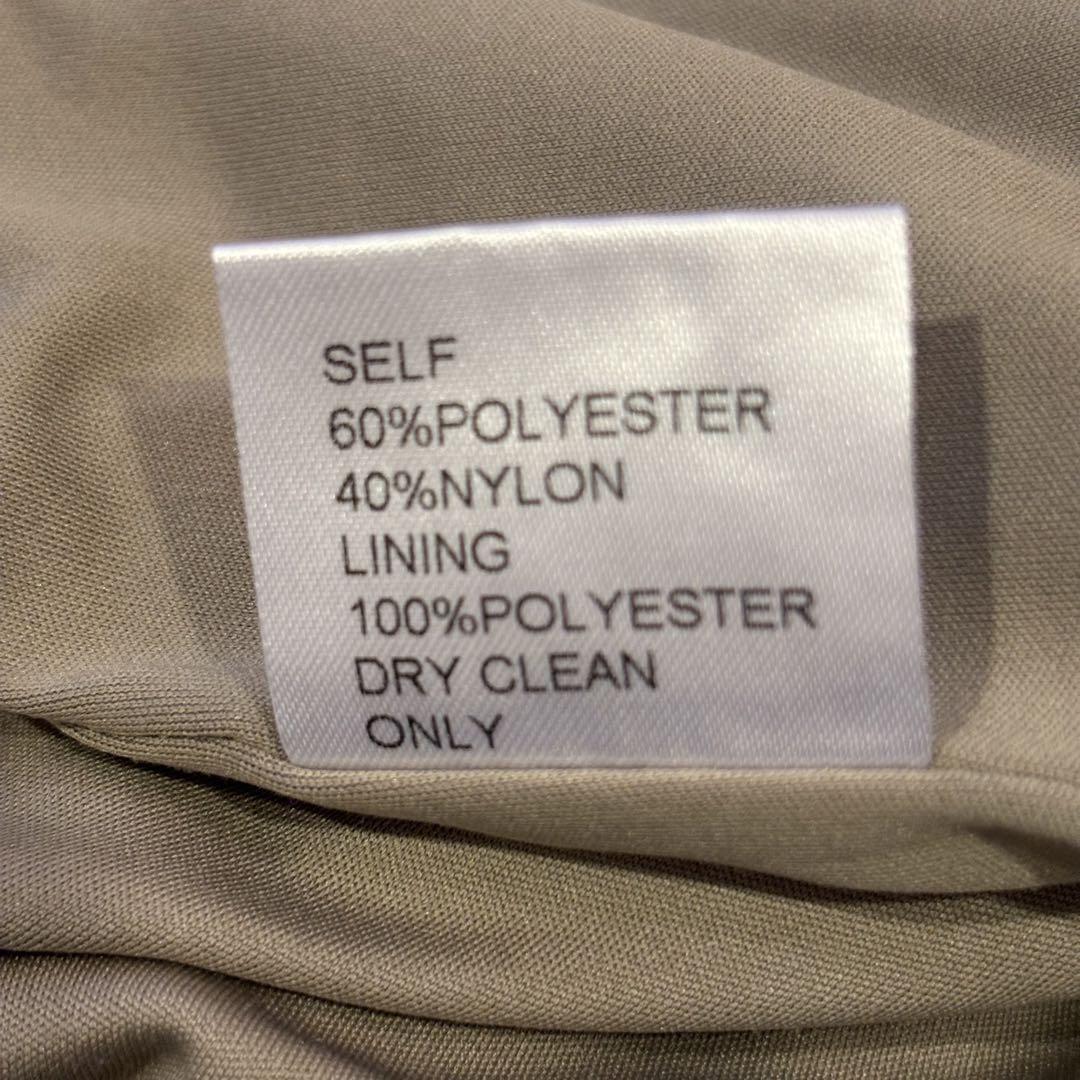 SELF
60%POLYESTER
40%NYLON
LINING
100%POLYESTER
DRY CLEAN
ONLY